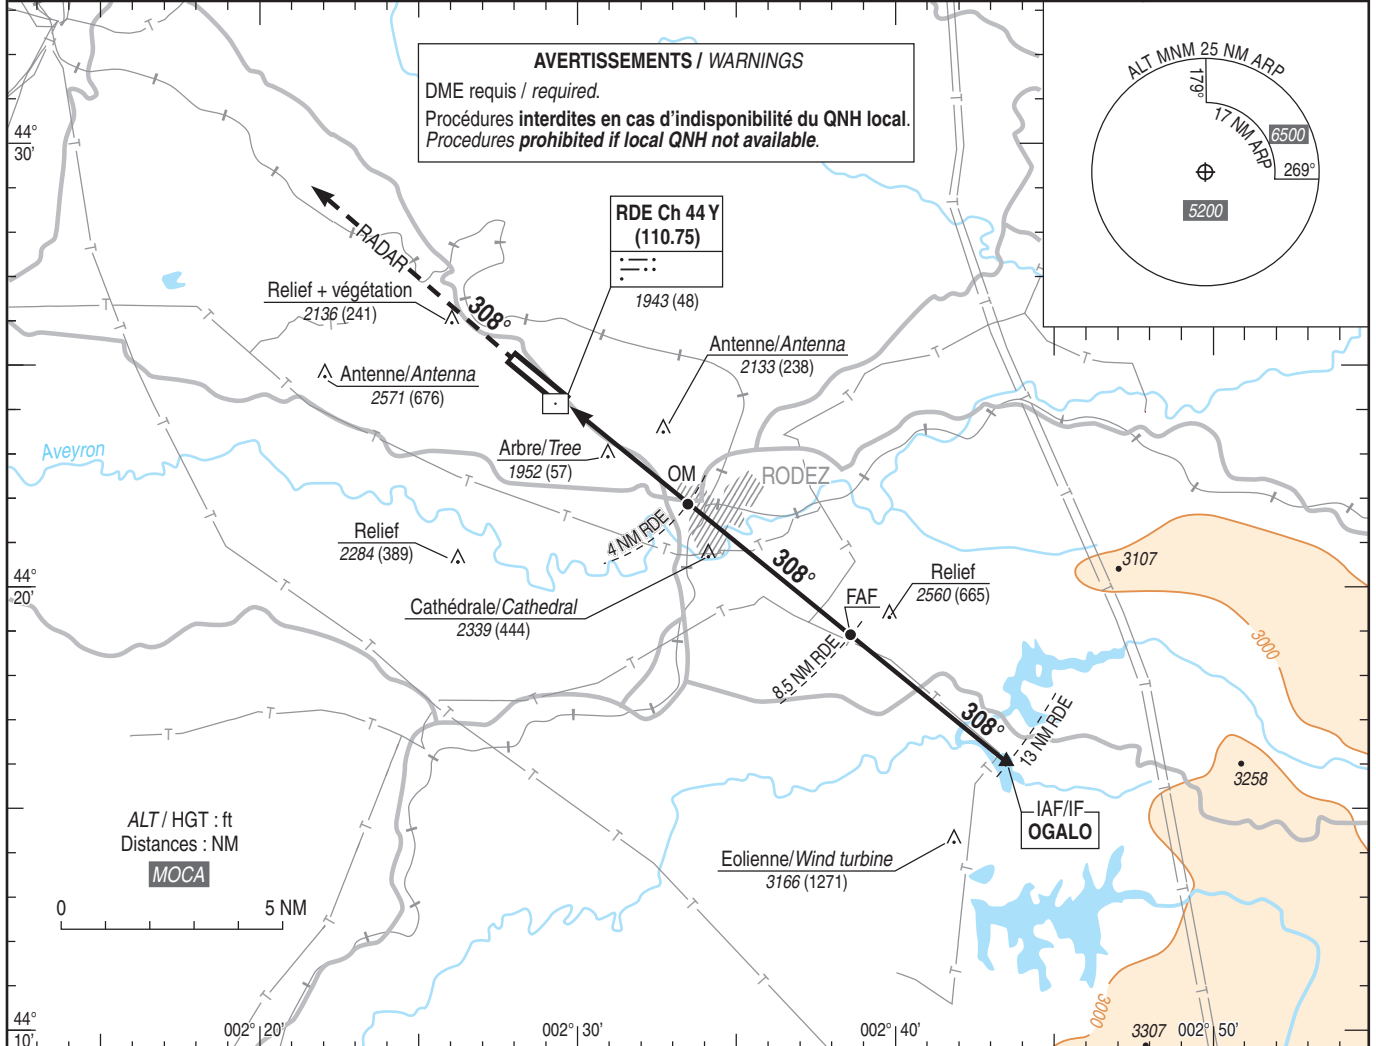 AVERTISSEMENTS / WARNINGS
DME requis / required.
Procédures interdites en cas d'indisponibilité du QNH local.
Procedures prohibited if local QNH not available.
ALT MNM 25 NM ARP
179°
17 NM ARP
6500
269°
5200
44°
30'
RDE Ch 44 Y
(110.75)
1943 (48)
RADAR
308°
Relief + végétation
2136 (241)
Antenne/Antenna
2133 (238)
Antenne/Antenna
2571 (676)
Aveyron
Arbre/Tree
1952 (57)
OM
RODEZ
4 NM RDE
Relief
2284 (389)
308°
3107
44°
20'
Cathédrale/Cathedral
2339 (444)
FAF
Relief
2560 (665)
3000
8.5 NM RDE
308°
13 NM RDE
3258
IAF/IF
OGALO
ALT / HGT : ft
Distances : NM
MOCA
Eolienne/Wind turbine
3166 (1271)
0 5 NM
3000
44°
10'
002° 20'
002° 30'
002° 40'
002° 50'
3307